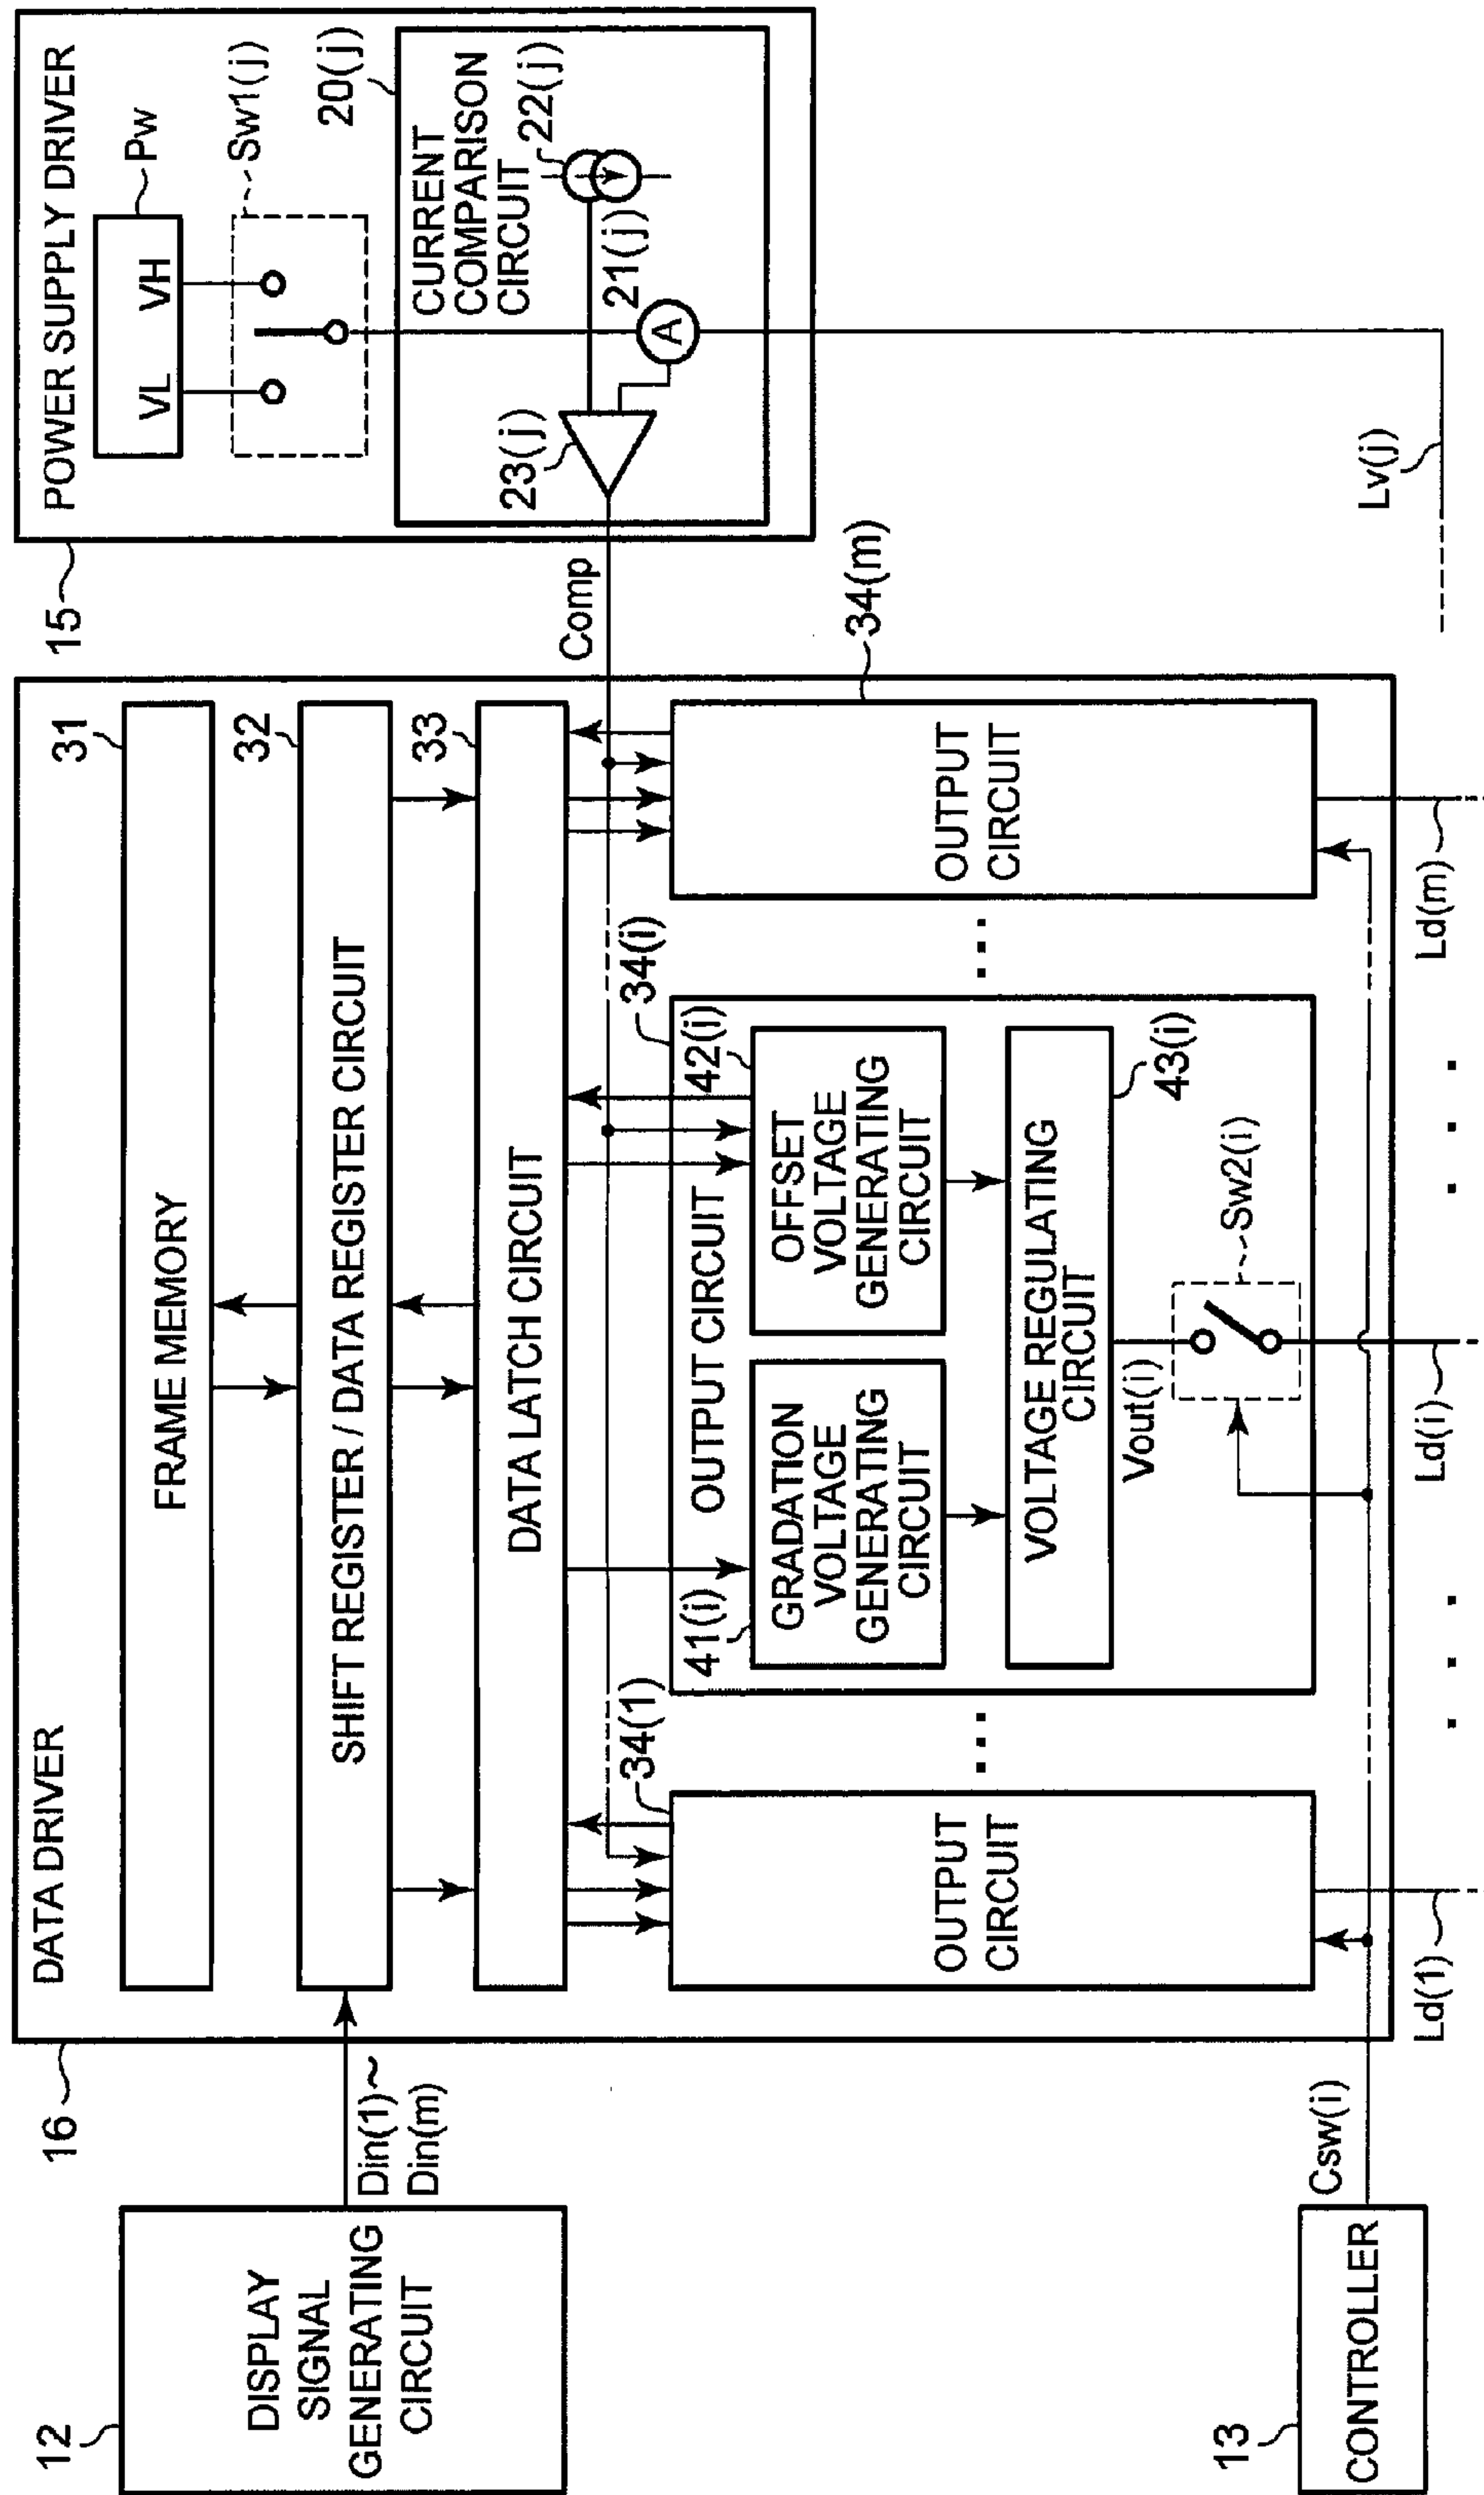 12
DISPLAY
SIGNAL
GENERATING
CIRCUIT
Din(1)~
Din(m)
13
CONTROLLER
Csw(i)
16
DATA DRIVER
FRAME MEMORY
31
SHIFT REGISTER / DATA REGISTER CIRCUIT
32
DATA LATCH CIRCUIT
33
34(1)
OUTPUT
CIRCUIT
Ld(1)
...
34(i)
OUTPUT CIRCUIT
41(i)
GRADATION
VOLTAGE
GENERATING
CIRCUIT
42(i)
OFFSET
VOLTAGE
GENERATING
CIRCUIT
VOLTAGE REGULATING
CIRCUIT
43(i)
Vout(i)
Sw2(i)
Ld(i)
...
34(m)
OUTPUT
CIRCUIT
Ld(m)
. . .
. . .
Comp
15
POWER SUPPLY DRIVER
VL VH
Pw
Sw1(j)
20(j)
CURRENT
COMPARISON
CIRCUIT
22(j)
21(j)
A
23(j)
Lv(j)